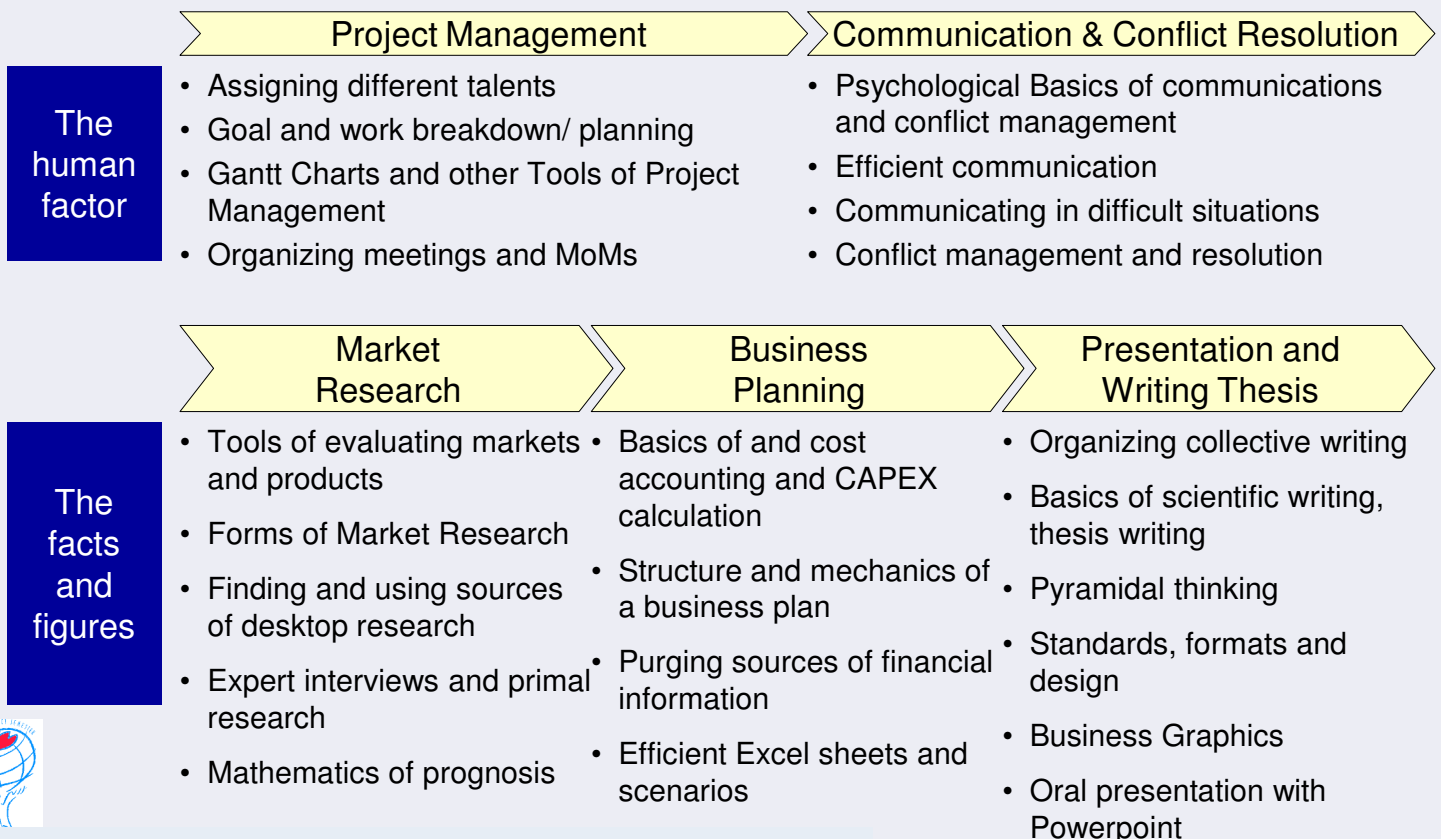 Project Management
Communication & Conflict Resolution
The
human
factor
• Assigning different talents
• Goal and work breakdown/ planning
• Gantt Charts and other Tools of Project
Management
• Organizing meetings and MoMs
• Psychological Basics of communications
and conflict management
• Efficient communication
• Communicating in difficult situations
• Conflict management and resolution
Market
Research
Business
Planning
Presentation and
Writing Thesis
The
facts
and
figures
• Tools of evaluating markets
and products
• Forms of Market Research
• Finding and using sources
of desktop research
• Expert interviews and primal
research
• Mathematics of prognosis
• Basics of and cost
accounting and CAPEX
calculation
• Structure and mechanics of
a business plan
• Purging sources of financial
information
• Efficient Excel sheets and
scenarios
• Organizing collective writing
• Basics of scientific writing,
thesis writing
• Pyramidal thinking
• Standards, formats and
design
• Business Graphics
• Oral presentation with
Powerpoint